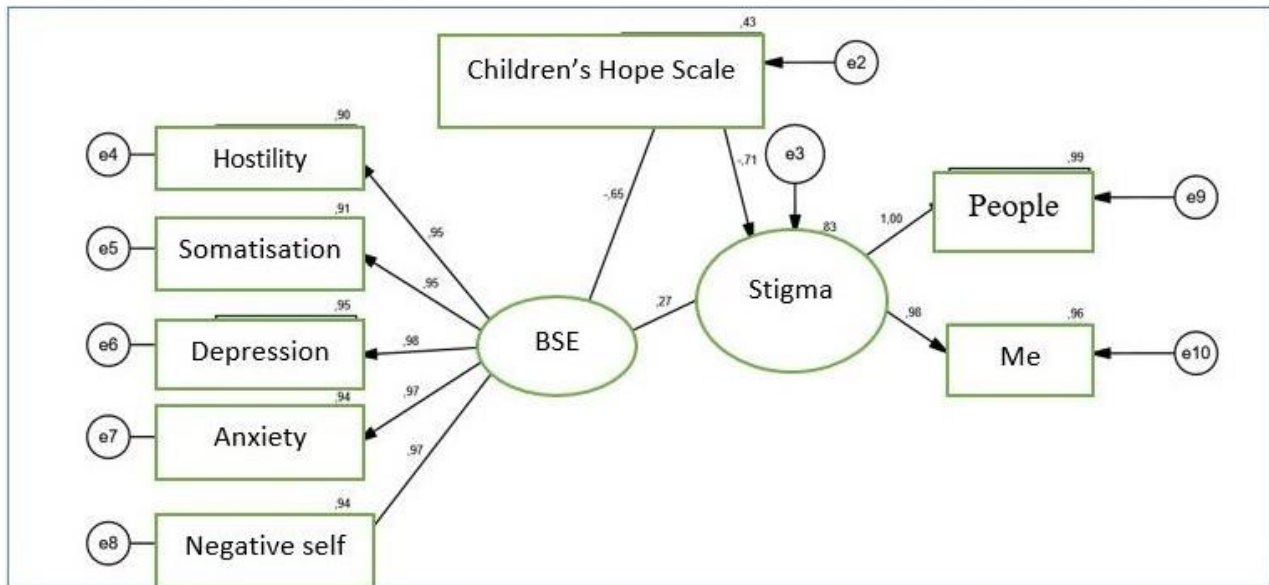 ,43
Children's Hope Scale
e2
,90
e4
Hostility
-,71
e3
,99
People
e9
1,00
,91
e5
Somatisation
-,65
,95
,95
83
Stigma
,27
,95
e6
Depression
,98
BSE
,98
,96
Me
e10
,94
e7
Anxiety
,97
,97
,94
e8
Negative self